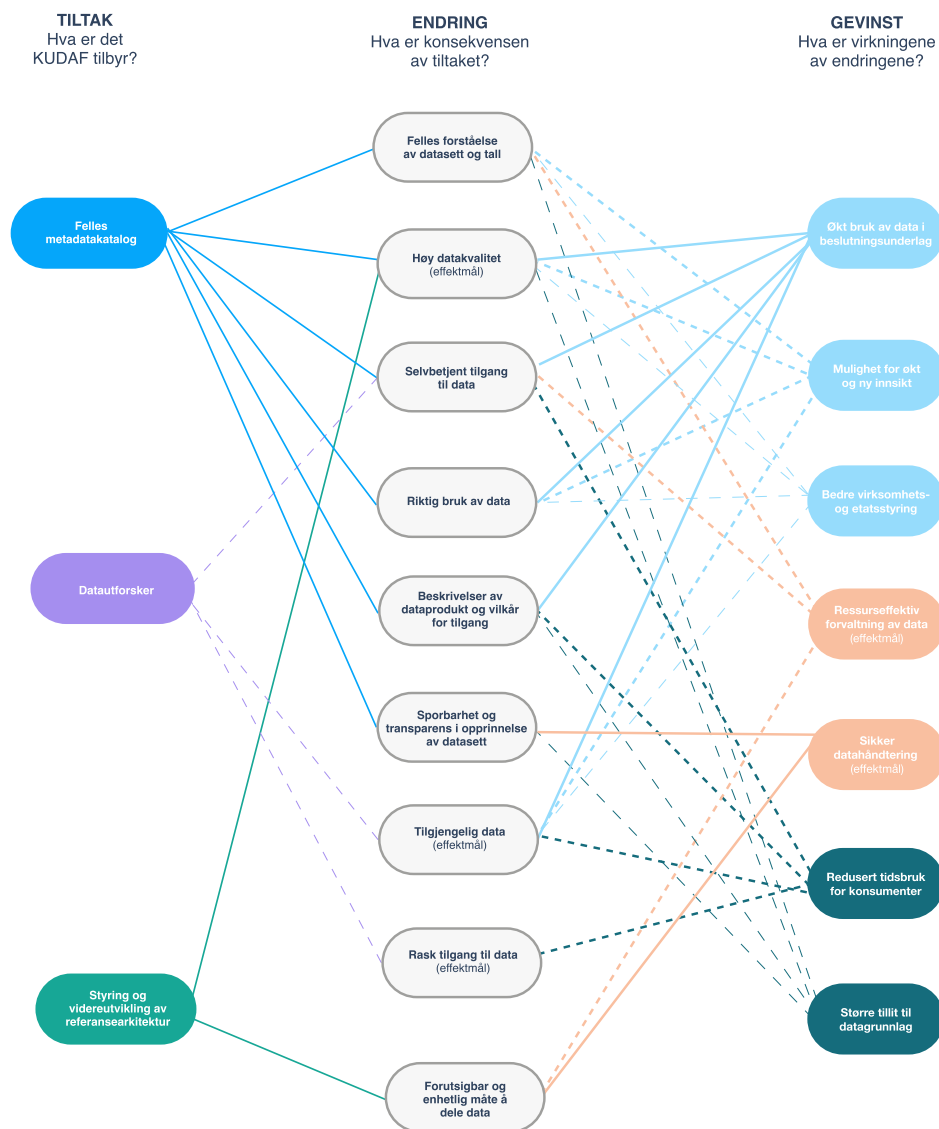 TILTAK
Hva er det
KUDAF tilbyr?
ENDRING
Hva er konsekvensen
av tiltaket?
GEVINST
Hva er virkningene
av endringene?
Felles
metadatakatalog
Datautforsker
Styring og
videreutvikling av
referansearkitektur
Felles forståelse
av datasett og tall
Høy datakvalitet
(effektmål)
Selvbetjent tilgang
til data
Riktig bruk av data
Beskrivelser av
dataprodukt og vilkår
for tilgang
Sporbarhet og
transparens i opprinnelse
av datasett
Tilgjengelig data
(effektmål)
Rask tilgang til data
(effektmål)
Forutsigbar og
enhetlig måte å
dele data
Økt bruk av data i
beslutningsunderlag
Mulighet for økt
og ny innsikt
Bedre virksomhets-
og etatsstyring
Ressurseffektiv
forvaltning av data
(effektmål)
Sikker
datahåndtering
(effektmål)
Redusert tidsbruk
for konsumenter
Større tillit til
datagrunnlag